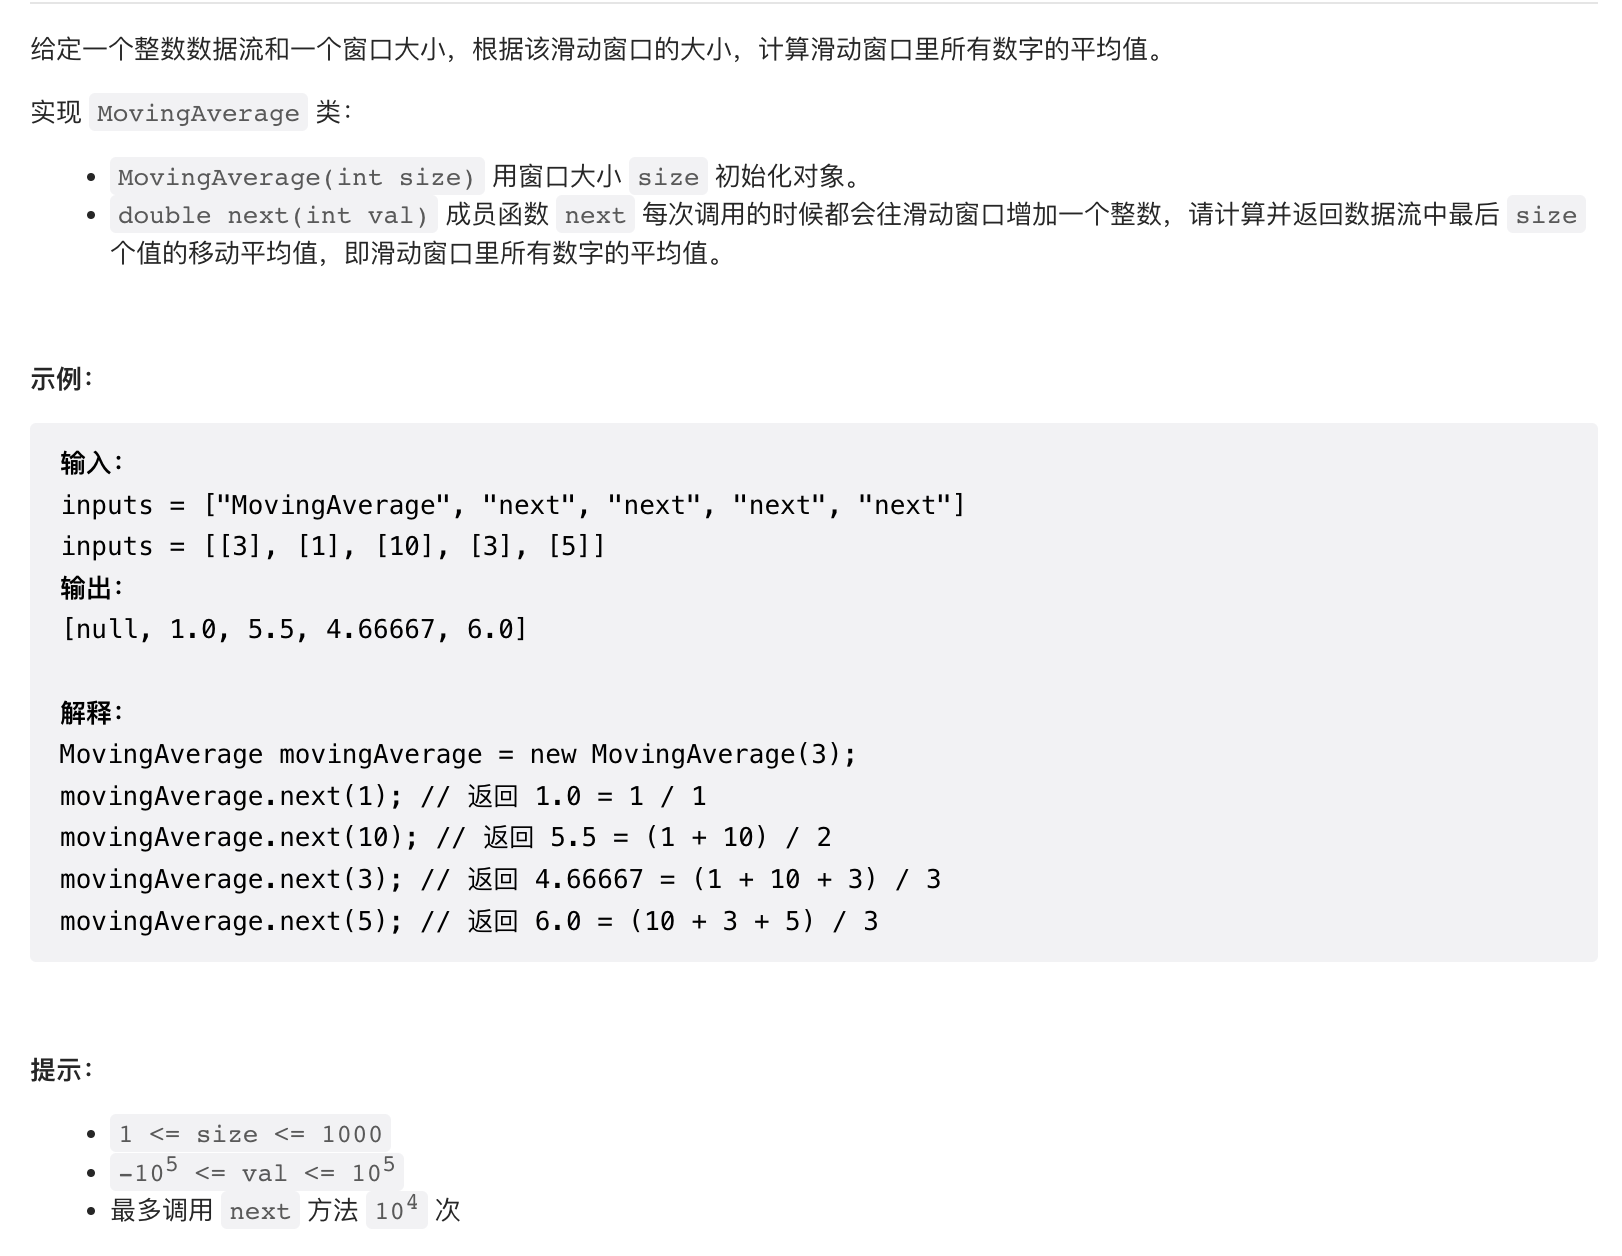 给定一个整数数据流和一个窗口大小，根据该滑动窗口的大小，计算滑动窗口里所有数字的平均值。
实现 MovingAverage 类：
• MovingAverage(int size) 用窗口大小 size 初始化对象。
• double next(int val) 成员函数 next 每次调用的时候都会往滑动窗口增加一个整数，请计算并返回数据流中最后 size
个值的移动平均值，即滑动窗口里所有数字的平均值。
示例：
输入：
inputs = ["MovingAverage", "next", "next", "next", "next"]
inputs = [[3], [1], [10], [3], [5]]
输出：
[null, 1.0, 5.5, 4.66667, 6.0]
解释：
MovingAverage movingAverage = new MovingAverage(3);
movingAverage.next(1); // 返回 1.0 = 1 / 1
movingAverage.next(10); // 返回 5.5 = (1 + 10) / 2
movingAverage.next(3); // 返回 4.66667 = (1 + 10 + 3) / 3
movingAverage.next(5); // 返回 6.0 = (10 + 3 + 5) / 3
提示：
• 1 <= size <= 1000
• -10⁵ <= val <= 10⁵
• 最多调用 next 方法 10⁴ 次